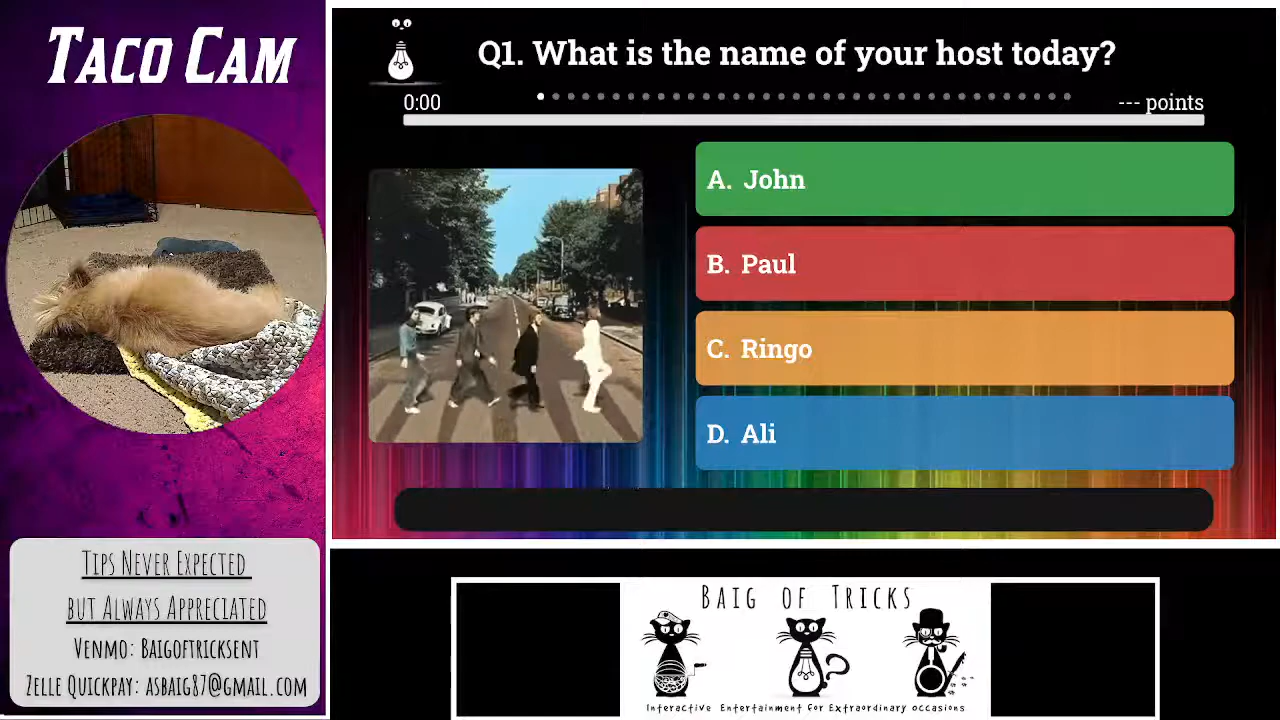 Taco Cam
Q1. What is the name of your host today?
0:00
--- points
A. John
B. Paul
C. Ringo
D. Ali
Tips Never Expected
but Always Appreciated
Venmo: Baigoftricksent
Zelle Quickpay: asbaig87@gmail.com
Baig of Tricks
Interactive Entertainment for Extraordinary Occasions